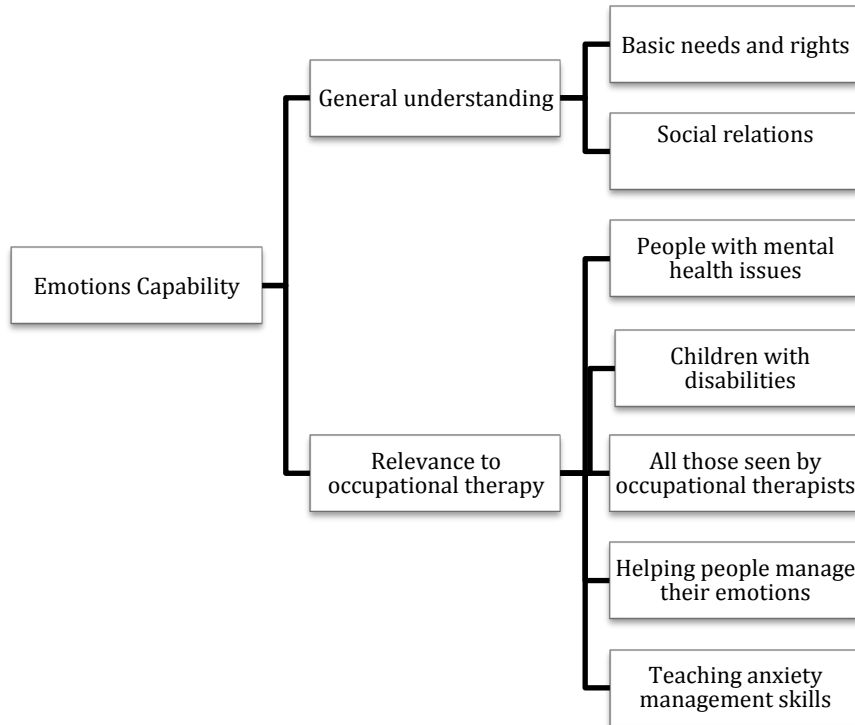 Emotions Capability
General understanding
Basic needs and rights
Social relations
Relevance to
occupational therapy
People with mental
health issues
Children with
disabilities
All those seen by
occupational therapists
Helping people manage
their emotions
Teaching anxiety
management skills